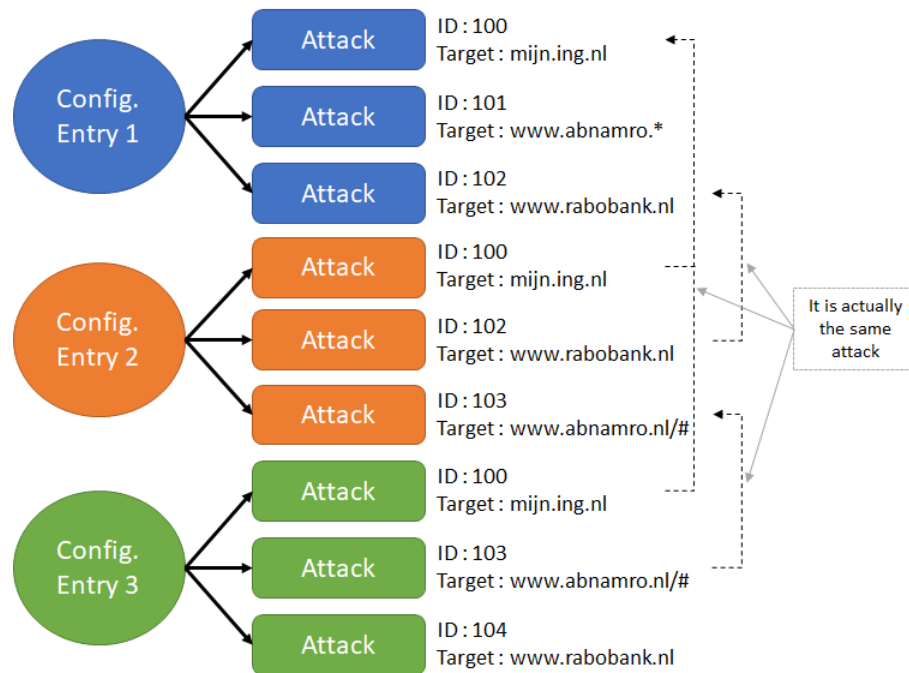 Config.
Entry 1
Attack
ID : 100
Target : mijn.ing.nl
Attack
ID : 101
Target : www.abnamro.*
Attack
ID : 102
Target : www.rabobank.nl
Config.
Entry 2
Attack
ID : 100
Target : mijn.ing.nl
Attack
ID : 102
Target : www.rabobank.nl
Attack
ID : 103
Target : www.abnamro.nl/#
It is actually
the same
attack
Config.
Entry 3
Attack
ID : 100
Target : mijn.ing.nl
Attack
ID : 103
Target : www.abnamro.nl/#
Attack
ID : 104
Target : www.rabobank.nl